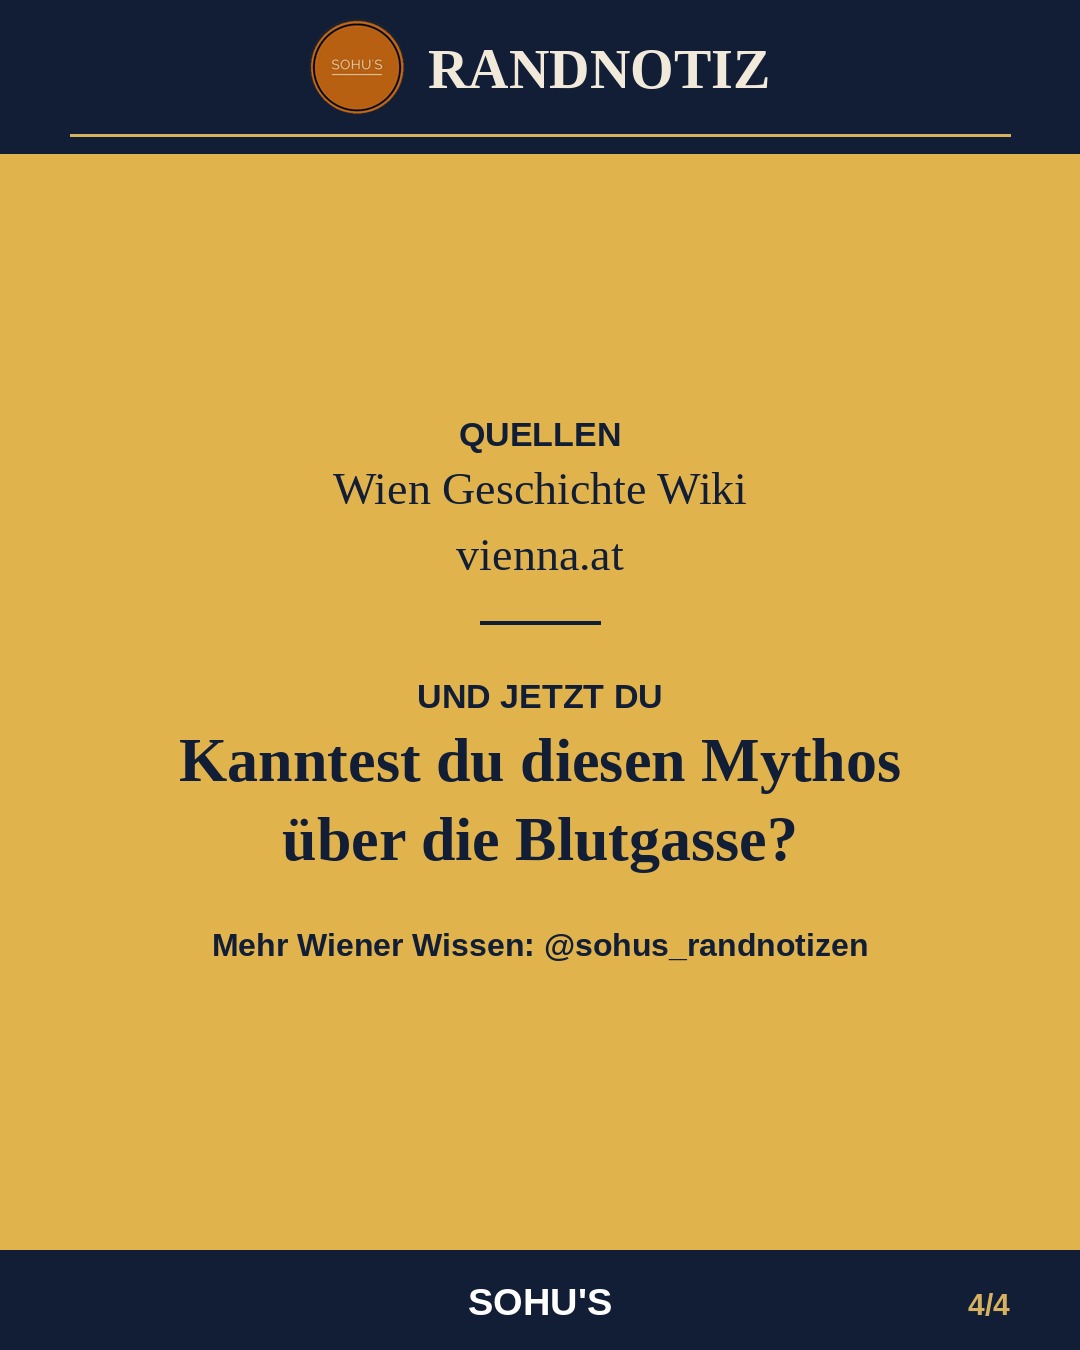 SOHU'S
RANDNOTIZ
QUELLEN
Wien Geschichte Wiki
vienna.at
UND JETZT DU
Kanntest du diesen Mythos
über die Blutgasse?
Mehr Wiener Wissen: @sohus_randnotizen
SOHU'S
4/4